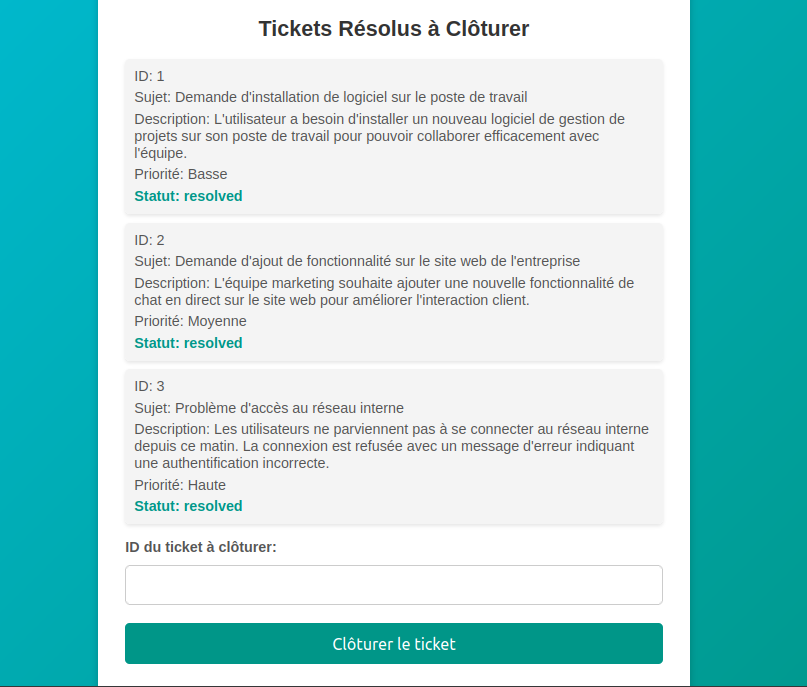 Tickets Résolus à Clôturer
ID: 1
Sujet: Demande d'installation de logiciel sur le poste de travail
Description: L'utilisateur a besoin d'installer un nouveau logiciel de gestion de
projets sur son poste de travail pour pouvoir collaborer efficacement avec
l'équipe.
Priorité: Basse
Statut: resolved
ID: 2
Sujet: Demande d'ajout de fonctionnalité sur le site web de l'entreprise
Description: L'équipe marketing souhaite ajouter une nouvelle fonctionnalité de
chat en direct sur le site web pour améliorer l'interaction client.
Priorité: Moyenne
Statut: resolved
ID: 3
Sujet: Problème d'accès au réseau interne
Description: Les utilisateurs ne parviennent pas à se connecter au réseau interne
depuis ce matin. La connexion est refusée avec un message d'erreur indiquant
une authentification incorrecte.
Priorité: Haute
Statut: resolved
ID du ticket à clôturer:
Clôturer le ticket